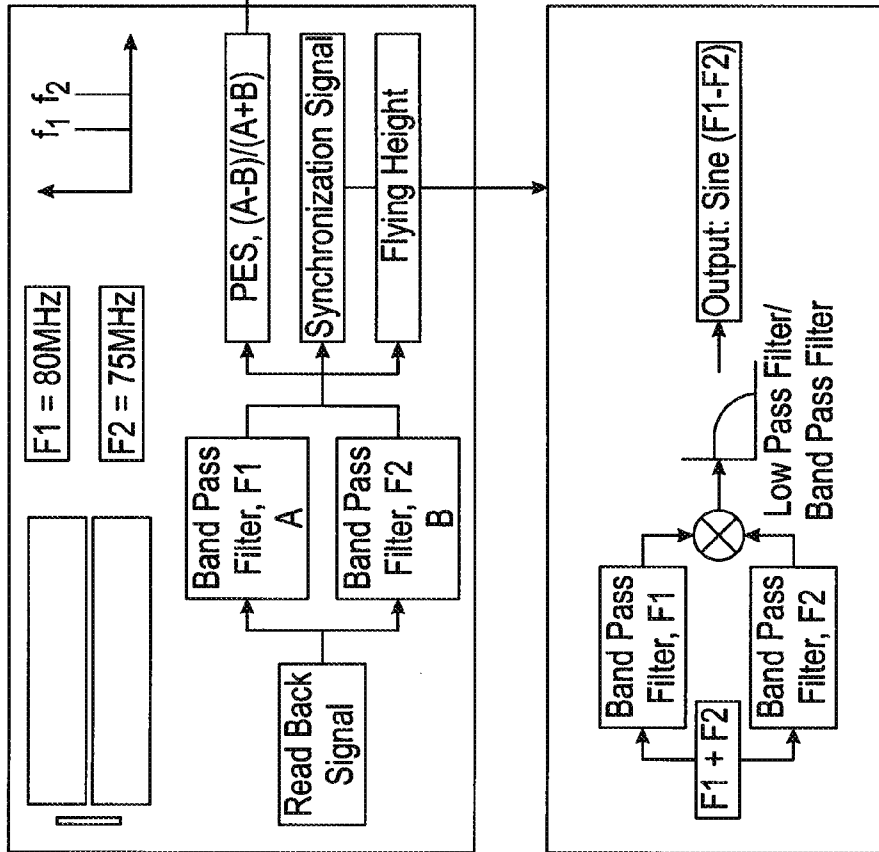 F1 = 80MHz
F2 = 75MHz
f1 f2
Read Back
Signal
Band Pass
Filter, F1
A
Band Pass
Filter, F2
B
PES, (A-B)/(A+B)
Synchronization Signal
Flying Height
F1 + F2
Band Pass
Filter, F1
Band Pass
Filter, F2
Low Pass Filter/
Band Pass Filter
Output: Sine (F1-F2)